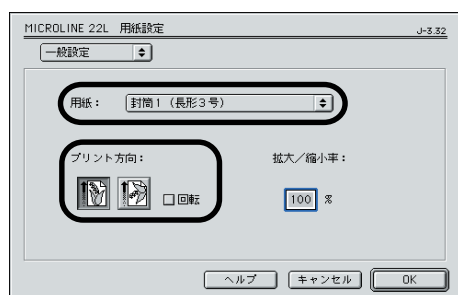 MICROLINE 22L 用紙設定 J-3.32
一般設定
用紙： 封筒1（長形3号）
プリント方向： 拡大／縮小率：
回転 100 %
ヘルプ キャンセル OK